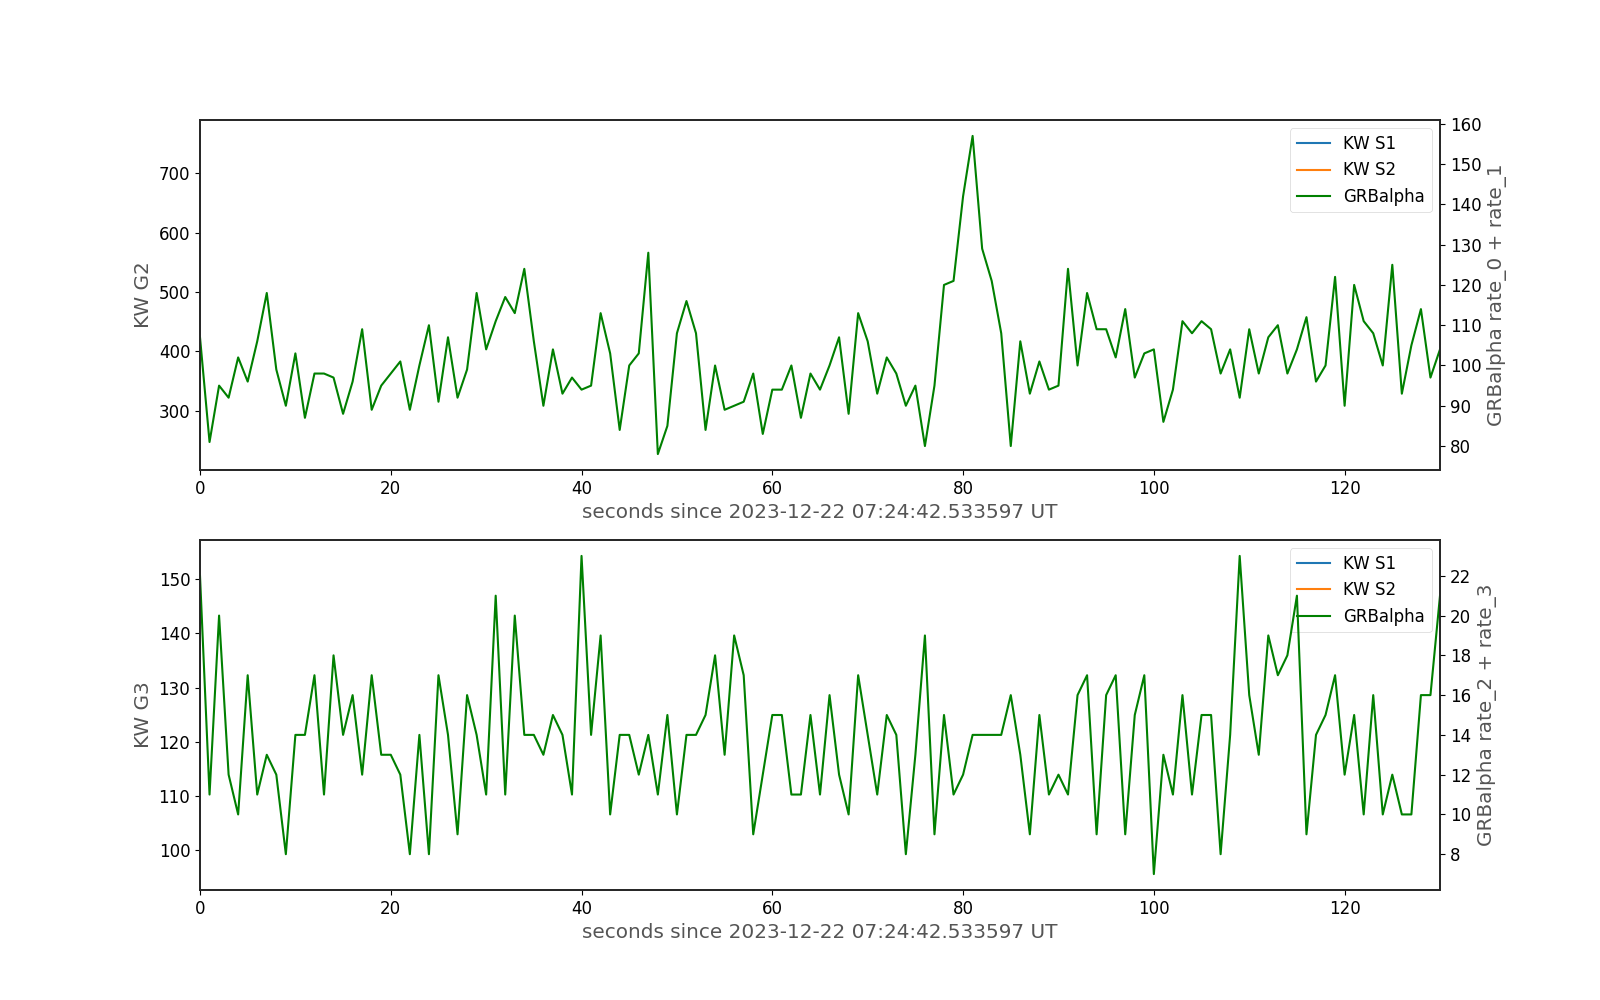 KW S1
KW S2
GRBalpha
KW G2
700
600
500
400
300
160
150
140
130
120
110
100
90
80
GRBalpha rate_0 + rate_1
0 20 40 60 80 100 120
seconds since 2023-12-22 07:24:42.533597 UT
KW S1
KW S2
GRBalpha
KW G3
150
140
130
120
110
100
22
20
18
16
14
12
10
8
GRBalpha rate_2 + rate_3
0 20 40 60 80 100 120
seconds since 2023-12-22 07:24:42.533597 UT